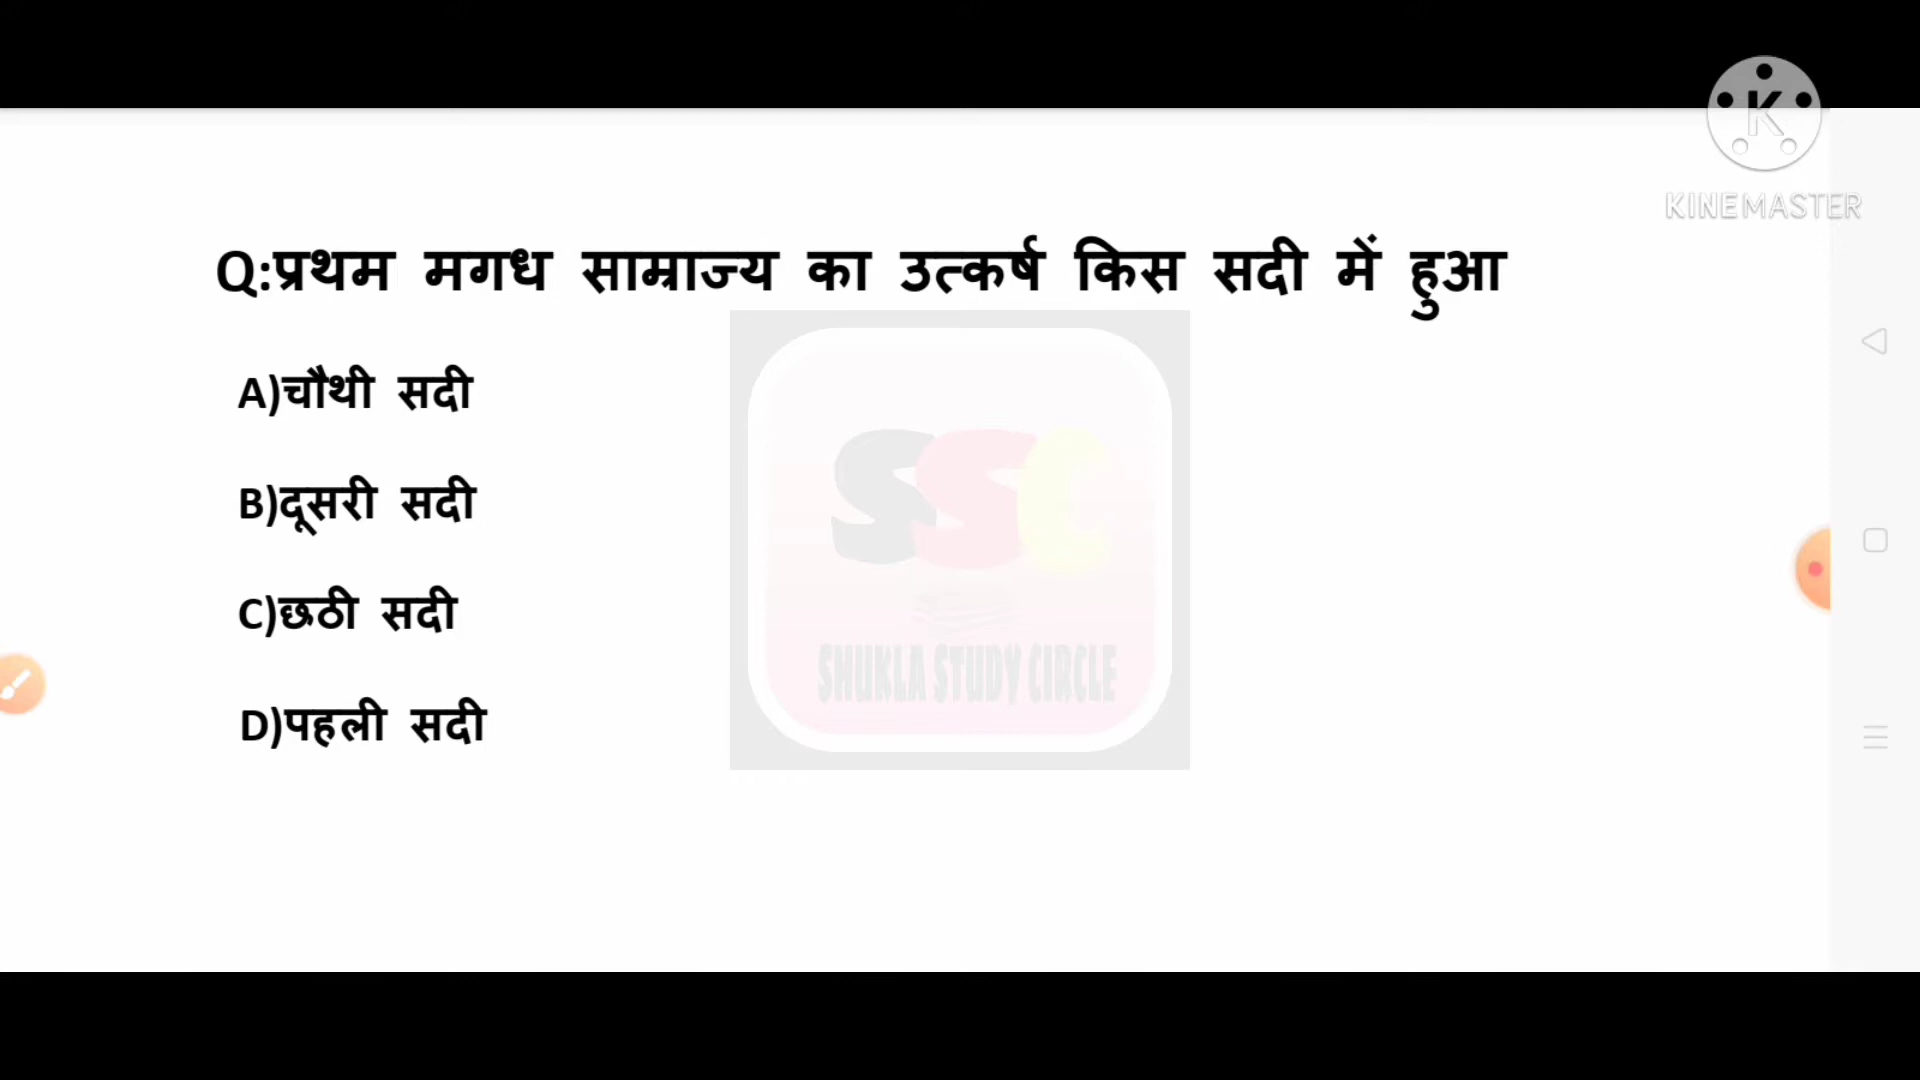 K
KINEMASTER
Q:प्रथम मगध साम्राज्य का उत्कर्ष किस सदी में हुआ
A)चौथी सदी
B)दूसरी सदी
C)छठी सदी
D)पहली सदी
SSC
SHUKLA STUDY CIRCLE